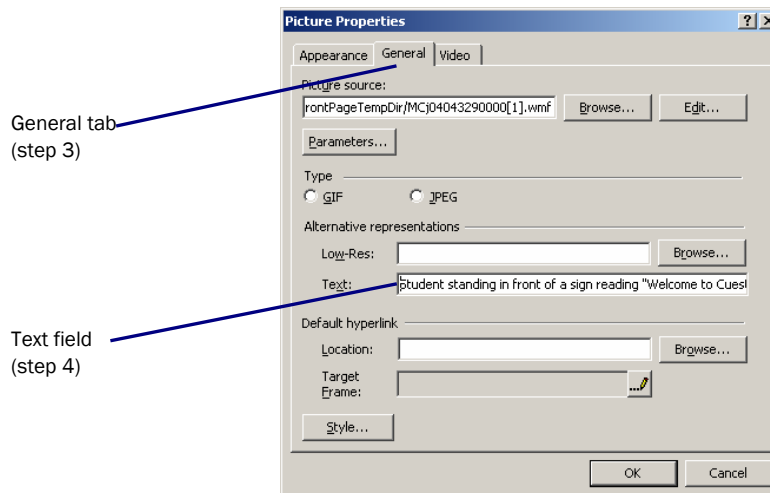 Picture Properties
Appearance General Video
Picture source:
rontPageTempDir/MCj04043290000[1].wmf Browse... Edit...
General tab
(step 3)
Parameters...
Type
GIF JPEG
Alternative representations
Low-Res: Browse...
Text: Student standing in front of a sign reading "Welcome to Cuest
Text field
(step 4)
Default hyperlink
Location: Browse...
Target
Frame:
Style...
OK Cancel